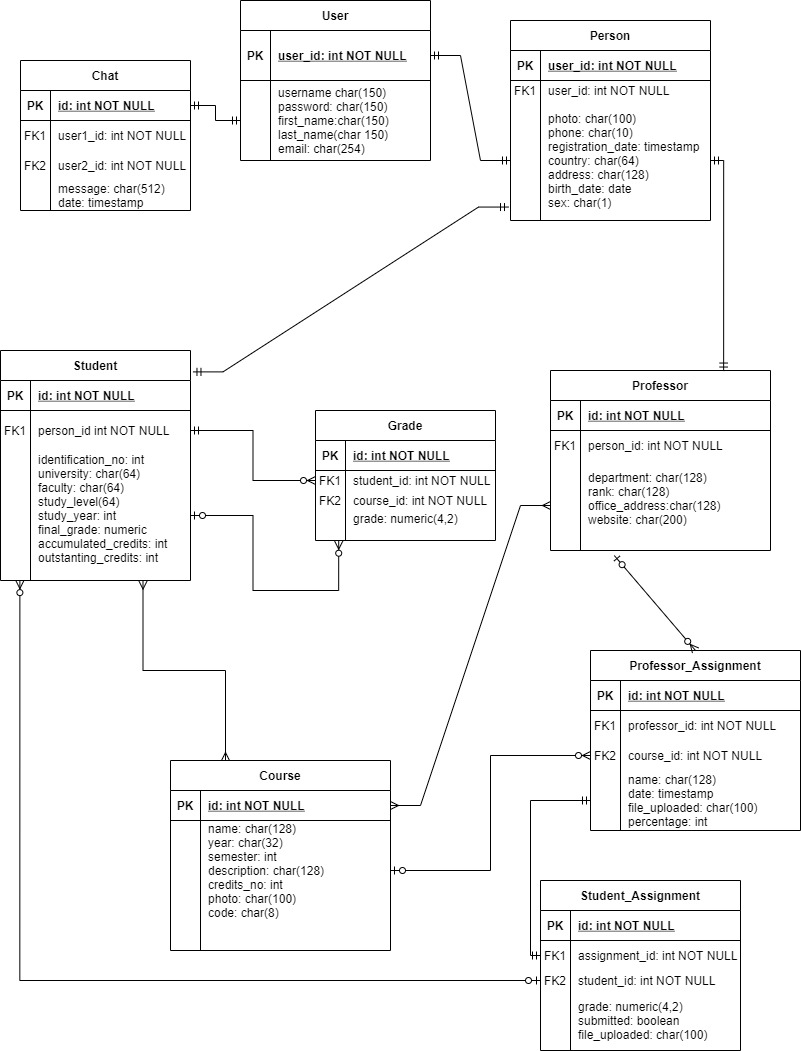 User
PK user_id: int NOT NULL
username char(150)
password: char(150)
first_name:char(150)
last_name(char 150)
email: char(254)
Person
PK user_id: int NOT NULL
FK1 user_id: int NOT NULL
photo: char(100)
phone: char(10)
registration_date: timestamp
country: char(64)
address: char(128)
birth_date: date
sex: char(1)
Chat
PK id: int NOT NULL
FK1 user1_id: int NOT NULL
FK2 user2_id: int NOT NULL
message: char(512)
date: timestamp
Student
PK id: int NOT NULL
FK1 person_id int NOT NULL
identification_no: int
university: char(64)
faculty: char(64)
study_level(64)
study_year: int
final_grade: numeric
accumulated_credits: int
outstanting_credits: int
Grade
PK id: int NOT NULL
FK1 student_id: int NOT NULL
FK2 course_id: int NOT NULL
grade: numeric(4,2)
Professor
PK id: int NOT NULL
FK1 person_id: int NOT NULL
department: char(128)
rank: char(128)
office_address:char(128)
website: char(200)
Professor_Assignment
PK id: int NOT NULL
FK1 professor_id: int NOT NULL
FK2 course_id: int NOT NULL
name: char(128)
date: timestamp
file_uploaded: char(100)
percentage: int
Course
PK id: int NOT NULL
name: char(128)
year: char(32)
semester: int
description: char(128)
credits_no: int
photo: char(100)
code: char(8)
Student_Assignment
PK id: int NOT NULL
FK1 assignment_id: int NOT NULL
FK2 student_id: int NOT NULL
grade: numeric(4,2)
submitted: boolean
file_uploaded: char(100)